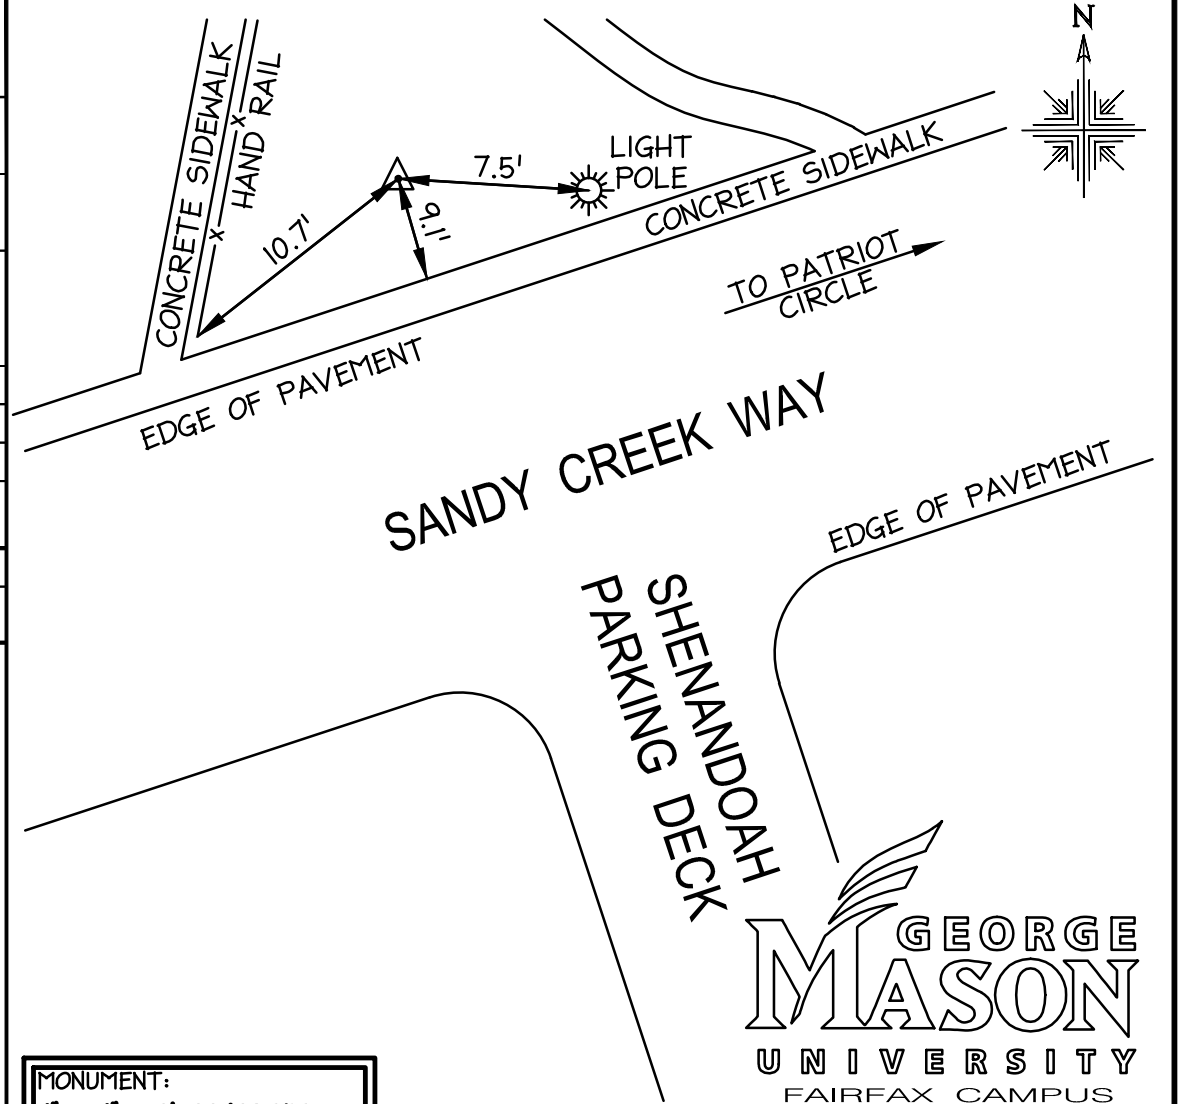 N
CONCRETE SIDEWALK
x HAND RAIL x
LIGHT
POLE
7.5'
10.7'
9.1'
CONCRETE SIDEWALK
TO PATRIOT
CIRCLE
EDGE OF PAVEMENT
SANDY CREEK WAY
EDGE OF PAVEMENT
SHENANDOAH
PARKING DECK
GEORGE
MASON
UNIVERSITY
FAIRFAX CAMPUS
MONUMENT: